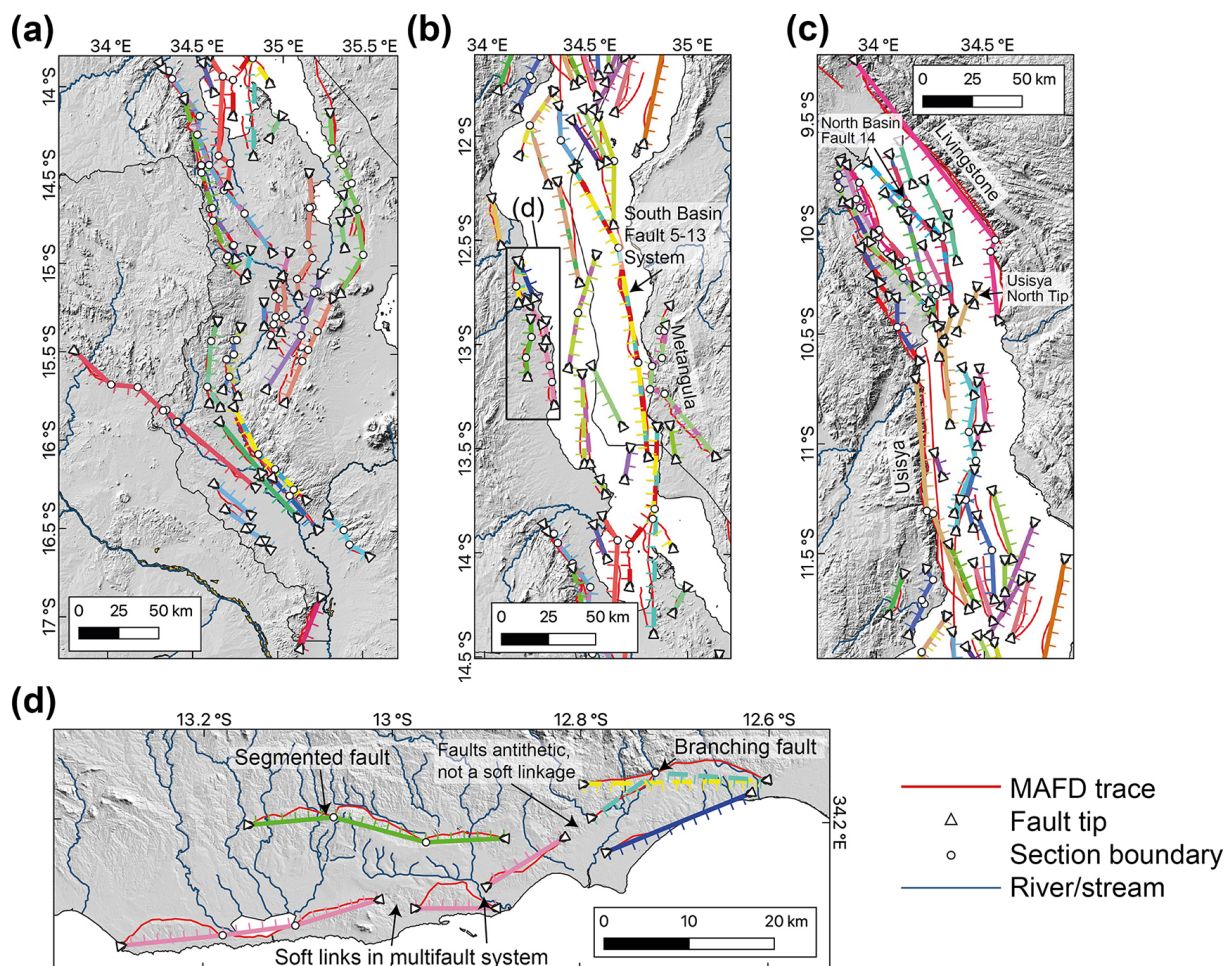 (a)
34 °E
34.5°E
35°E
35.5°E
14°S
14.5°S
15°S
15.5°S
16°S
16.5°S
17°S
0 25 50 km
(b)
34 °E
34.5°E
35°E
12°S
12.5°S
13°S
13.5°S
14°S
14.5°S
(d)
South Basin
Fault 5-13
System
Metangula
0 25 50 km
(c)
34°E
34.5°E
9.5°S
10°S
10.5°S
11°S
11.5°S
0 25 50 km
North Basin
Fault 14
Livingstone
Usisya
North Tip
Usisya
(d)
13.2°S
13°S
12.8°S
12.6°S
34.2 °E
Segmented fault
Faults antithetic,
not a soft linkage
Branching fault
Soft links in multifault system
0 10 20 km
MAFD trace
Fault tip
Section boundary
River/stream